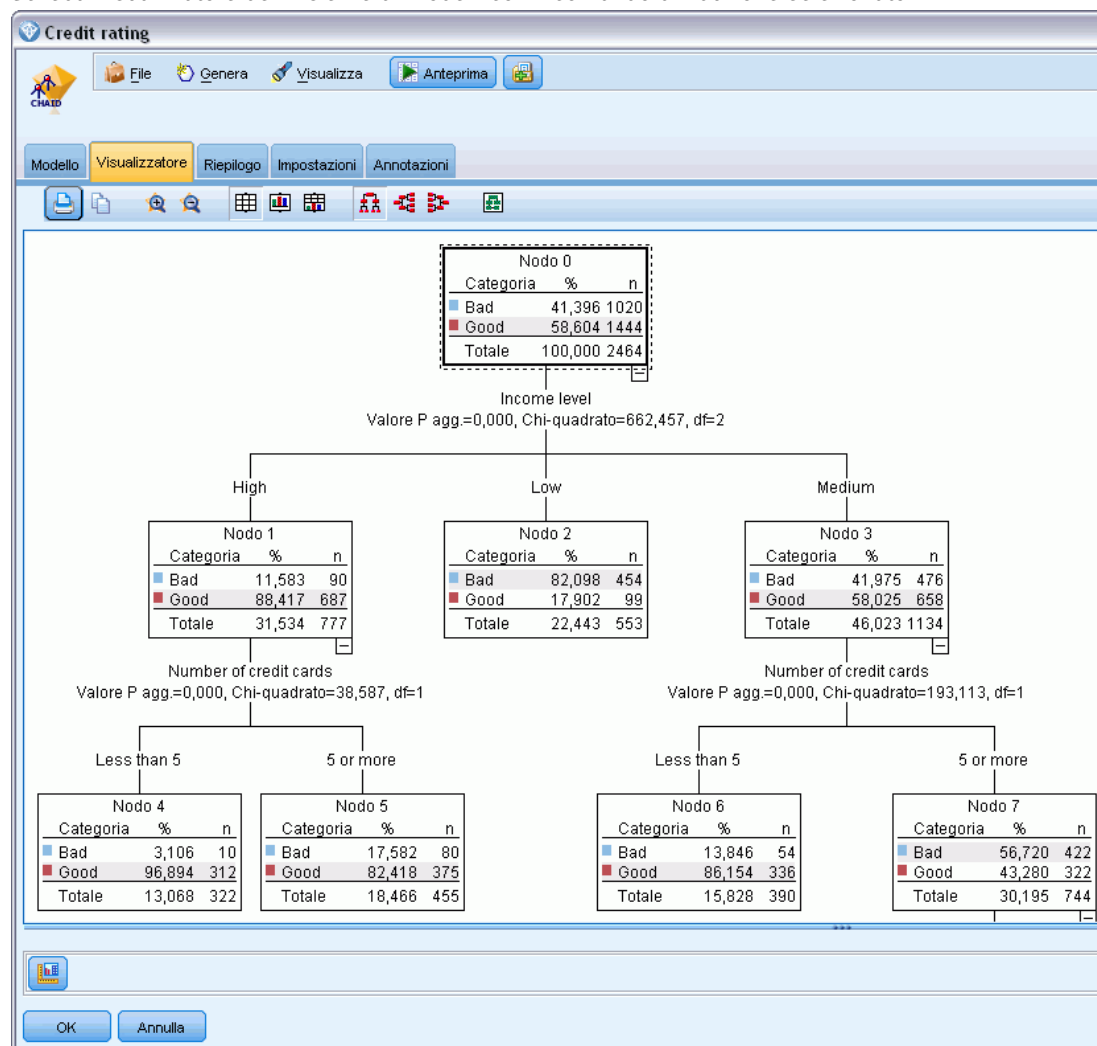 Credit rating
CHAID
File Genera Visualizza Anteprima
Modello Visualizzatore Riepilogo Impostazioni Annotazioni
Nodo 0
Categoria % n
Bad 41,396 1020
Good 58,604 1444
Totale 100,000 2464
Income level
Valore P agg.=0,000, Chi-quadrato=662,457, df=2
High Low Medium
Nodo 1
Categoria % n
Bad 11,583 90
Good 88,417 687
Totale 31,534 777
Nodo 2
Categoria % n
Bad 82,098 454
Good 17,902 99
Totale 22,443 553
Nodo 3
Categoria % n
Bad 41,975 476
Good 58,025 658
Totale 46,023 1134
Number of credit cards
Valore P agg.=0,000, Chi-quadrato=38,587, df=1
Number of credit cards
Valore P agg.=0,000, Chi-quadrato=193,113, df=1
Less than 5 5 or more
Less than 5 5 or more
Nodo 4
Categoria % n
Bad 3,106 10
Good 96,894 312
Totale 13,068 322
Nodo 5
Categoria % n
Bad 17,582 80
Good 82,418 375
Totale 18,466 455
Nodo 6
Categoria % n
Bad 13,846 54
Good 86,154 336
Totale 15,828 390
Nodo 7
Categoria % n
Bad 56,720 422
Good 43,280 322
Totale 30,195 744
OK Annulla